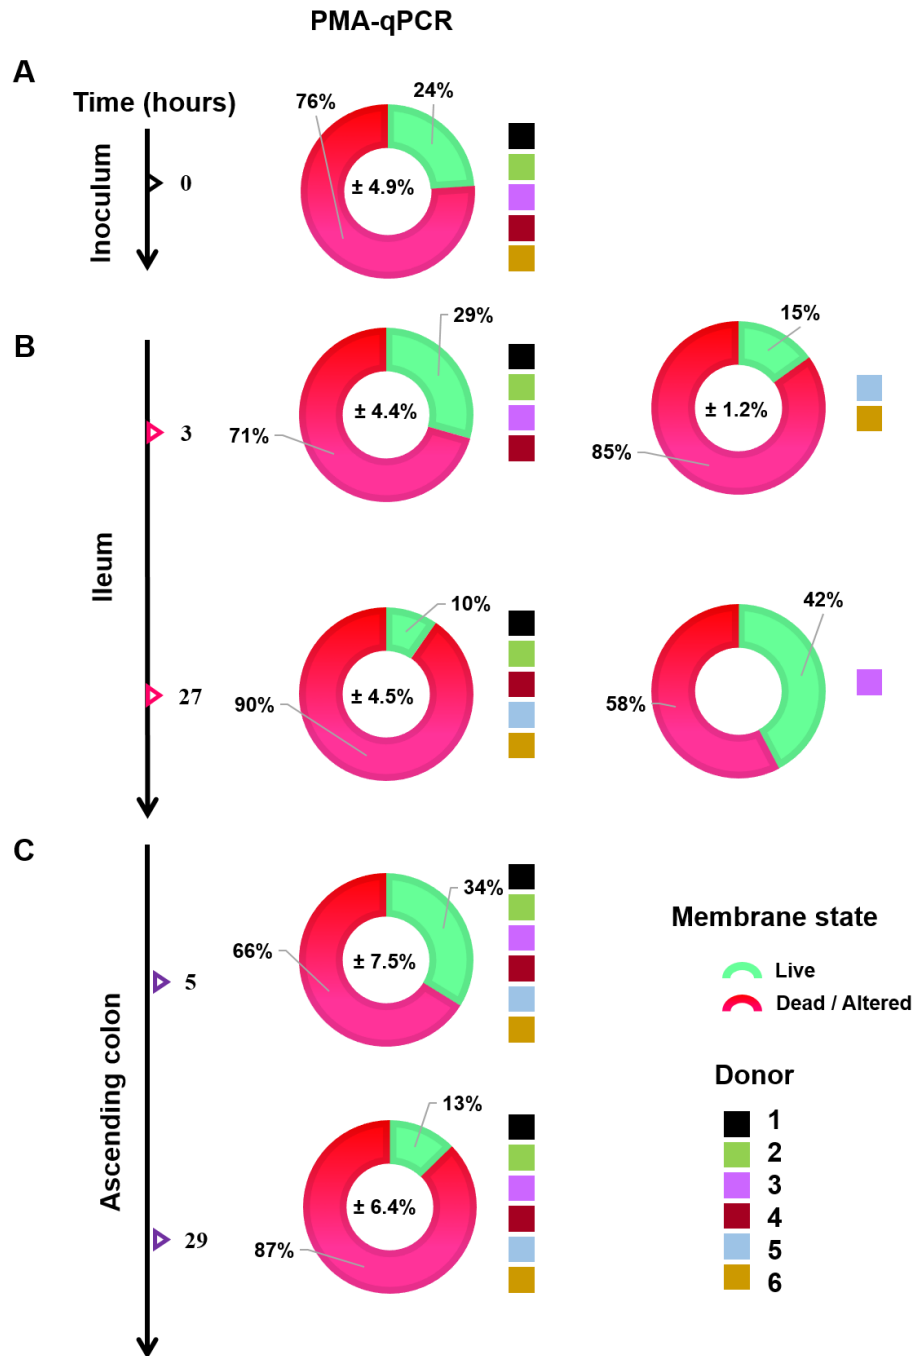 PMA-qPCR
A
Time (hours)
Inoculum
0
76%
24%
± 4.9%
B
Ileum
3
29%
71%
± 4.4%
15%
85%
± 1.2%
27
10%
90%
± 4.5%
42%
58%
C
Ascending colon
5
34%
66%
± 7.5%
29
13%
87%
± 6.4%
Membrane state
Live
Dead / Altered
Donor
1
2
3
4
5
6